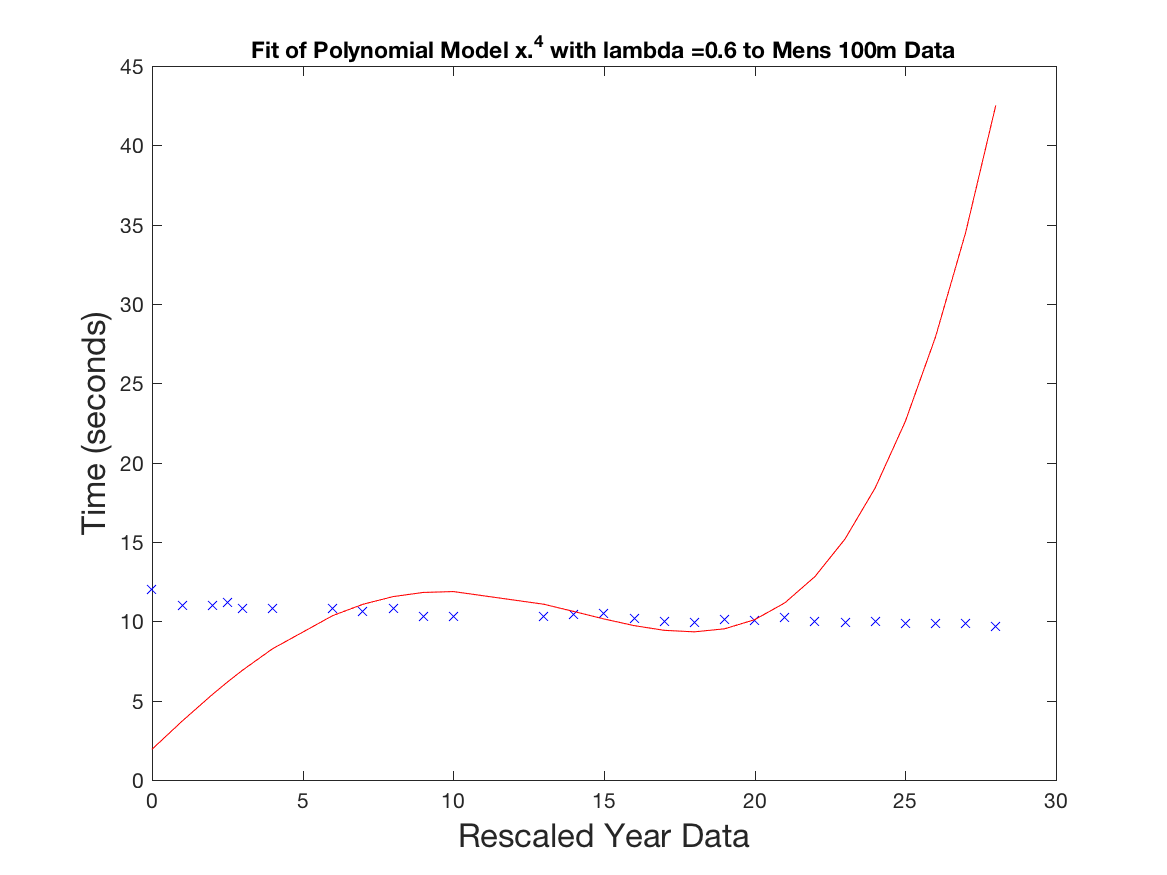 Fit of Polynomial Model x.⁴ with lambda =0.6 to Mens 100m Data
45
40
35
30
25
20
15
10
5
0
Time (seconds)
0 5 10 15 20 25 30
Rescaled Year Data